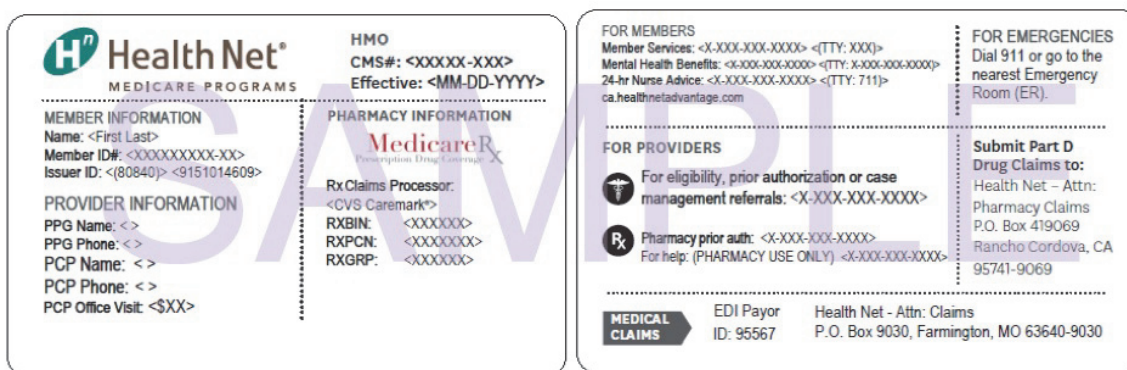 Hn Health Net®
MEDICARE PROGRAMS
HMO
CMS#: <XXXXX-XXX>
Effective: <MM-DD-YYYY>
MEMBER INFORMATION
Name: <First Last>
Member ID#: <XXXXXXXXX-XX>
Issuer ID: <(80840)> <9151014609>
PROVIDER INFORMATION
PPG Name: < >
PPG Phone: < >
PCP Name: < >
PCP Phone: < >
PCP Office Visit: <$XX>
PHARMACY INFORMATION
MedicareRx
Prescription Drug Coverage
Rx Claims Processor:
<CVS Caremark®>
RXBIN: <XXXXXX>
RXPCN: <XXXXXXX>
RXGRP: <XXXXXX>
FOR MEMBERS
Member Services: <X-XXX-XXX-XXXX> <(TTY: XXX)>
Mental Health Benefits: <X-XXX-XXX-XXXX> <(TTY: X-XXX-XXX-XXXX)>
24-hr Nurse Advice: <X-XXX-XXX-XXXX> <(TTY: 711)>
ca.healthnetadvantage.com
FOR EMERGENCIES
Dial 911 or go to the
nearest Emergency
Room (ER).
FOR PROVIDERS
For eligibility, prior authorization or case
management referrals: <X-XXX-XXX-XXXX>
Rx
Pharmacy prior auth: <X-XXX-XXX-XXXX>
For help: (PHARMACY USE ONLY) <X-XXX-XXX-XXXX>
Submit Part D
Drug Claims to:
Health Net – Attn:
Pharmacy Claims
P.O. Box 419069
Rancho Cordova, CA
95741-9069
MEDICAL
CLAIMS
EDI Payor
ID: 95567
Health Net - Attn: Claims
P.O. Box 9030, Farmington, MO 63640-9030
SAMPLE